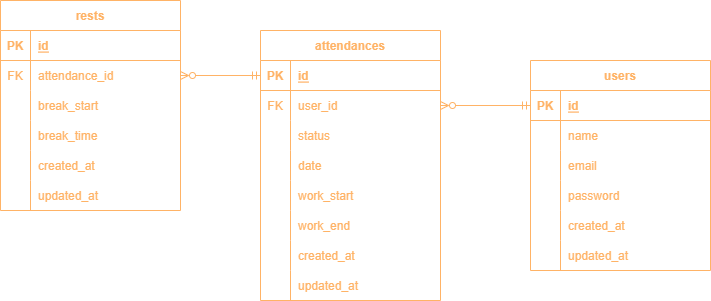 rests
PK id
FK attendance_id
break_start
break_time
created_at
updated_at
attendances
PK id
FK user_id
status
date
work_start
work_end
created_at
updated_at
users
PK id
name
email
password
created_at
updated_at